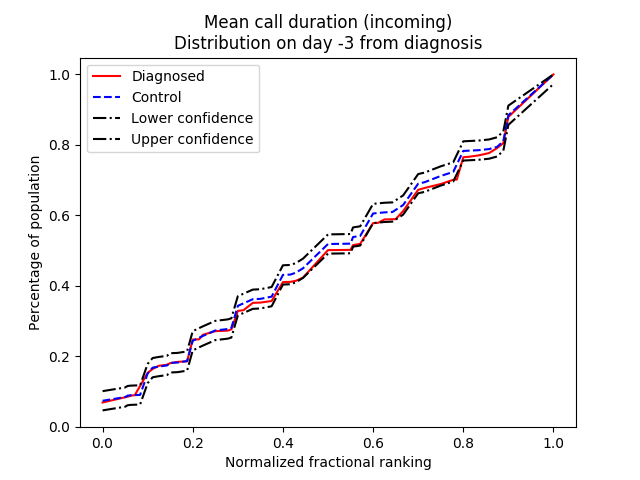 Mean call duration (incoming)
Distribution on day -3 from diagnosis
Diagnosed
Control
Lower confidence
Upper confidence
Percentage of population
1.0
0.8
0.6
0.4
0.2
0.0
0.0 0.2 0.4 0.6 0.8 1.0
Normalized fractional ranking